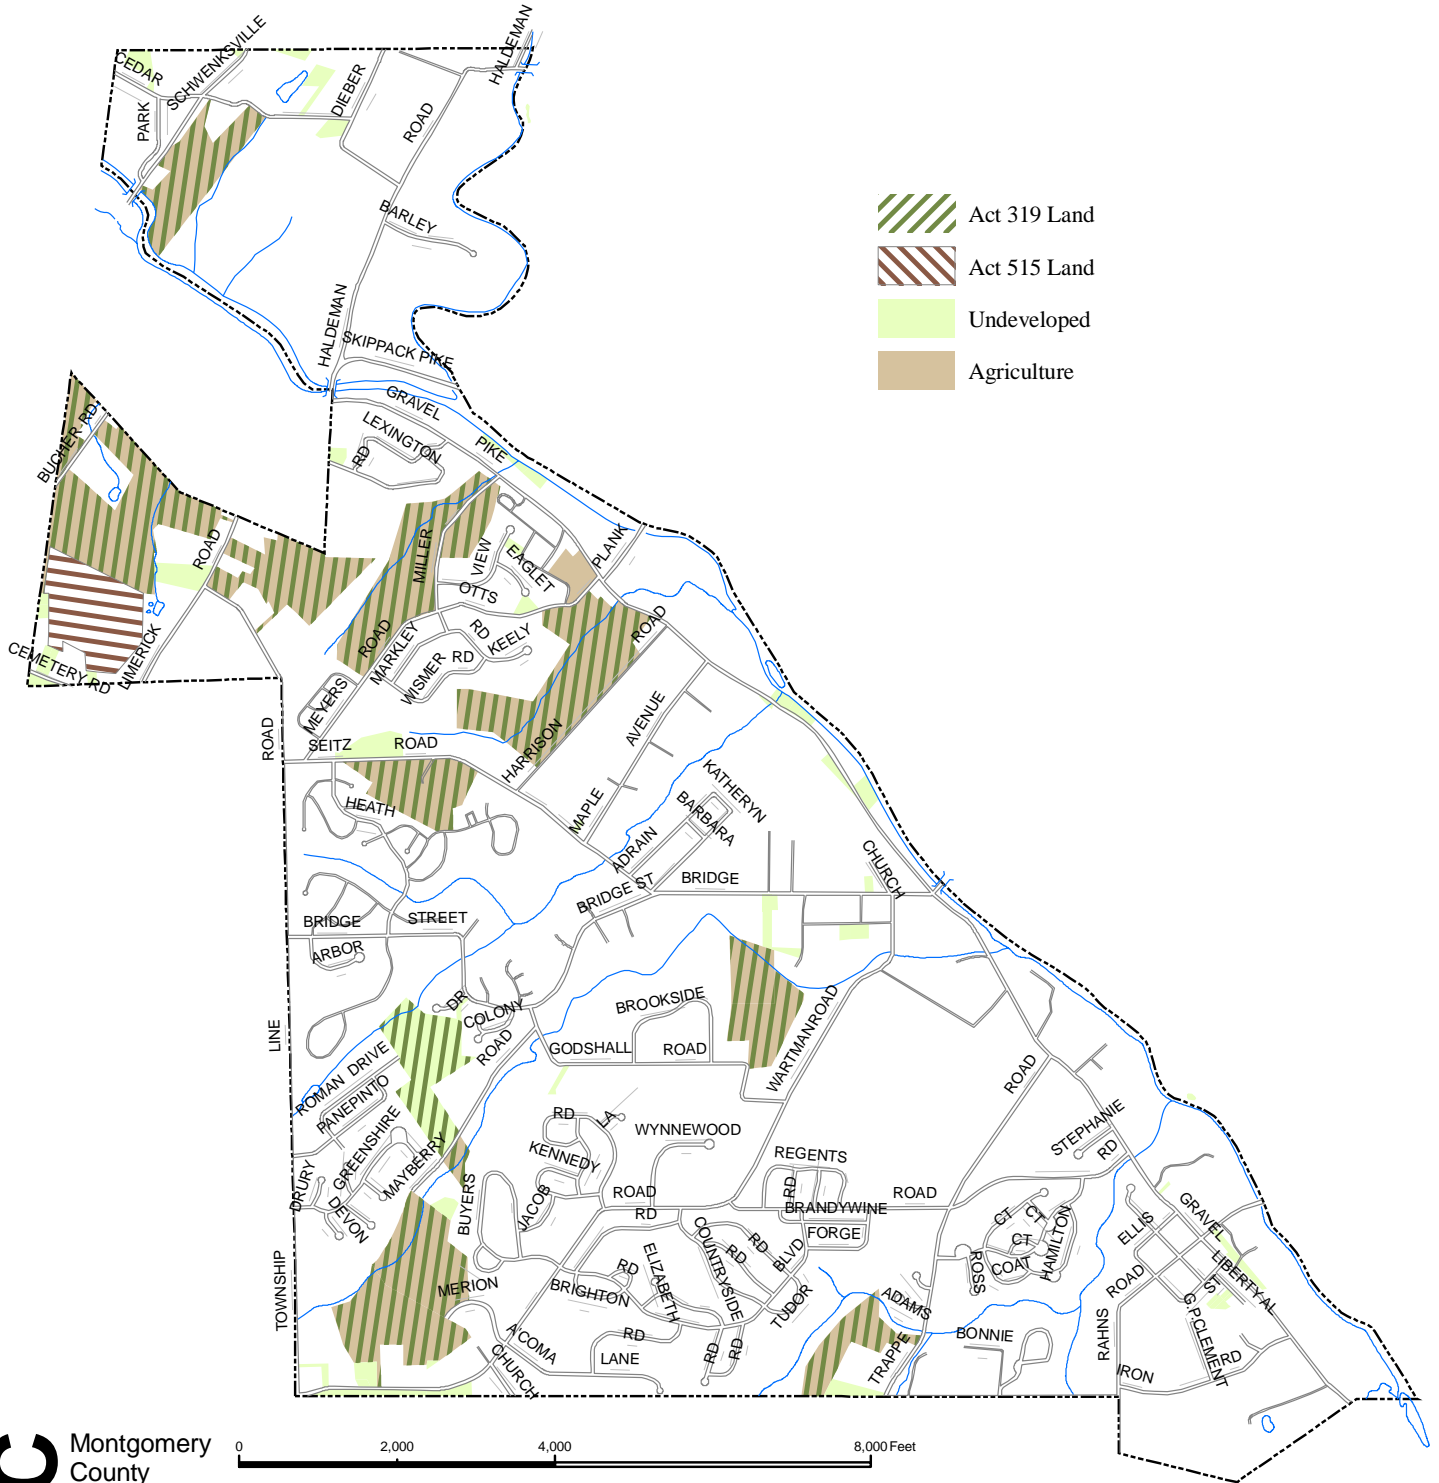 HALDEMAN
SCHWENKSVILLE
CEDAR
PARK
DIEBER
ROAD
BARLEY
HALDEMAN
SKIPPACK PIKE
GRAVEL
PIKE
LEXINGTON
RD
BUCHER RD
ROAD
LIMERICK
CEMETERY RD
MILLER
ROAD
VIEW
EAGLET
OTTS
PLANK
ROAD
MARKLEY
RD
KEELY
WISMER
RD
MEYERS
SEITZ
ROAD
ROAD
HARRISON
AVENUE
MAPLE
HEATH
KATHERYN
BARBARA
ADRAIN
BRIDGE ST
BRIDGE
CHURCH
BRIDGE
STREET
ARBOR
DR
COLONY
ROAD
BROOKSIDE
GODSHALL
ROAD
WARTMANROAD
LINE
ROMAN DRIVE
PANEPINTO
GREENSHIRE
MAYBERRY
DRURY
DEVON
BUYERS
RD
LA
KENNEDY
JACOB
WYNNEWOOD
ROAD
RD
REGENTS
RD
BRANDYWINE
ROAD
FORGE
ROAD
STEPHANIE
RD
TOWNSHIP
MERION
BRIGHTON
RD
ELIZABETH
COUNTRYSIDE
RD
RD
BLVD
TUDOR
A'COMA
RD
LANE
RD
RD
CHURCH
ADAMS
TRAPPE
BONNIE
ROSS
CT
CT
CT
COAT
HAMILTON
ELLIS
GRAVEL
LIBERTY AL
ST
ROAD
RAHNS
G.P.CLEMENT
IRON
RD
Act 319 Land
Act 515 Land
Undeveloped
Agriculture
C
Montgomery
County
0 2,000 4,000 8,000 Feet